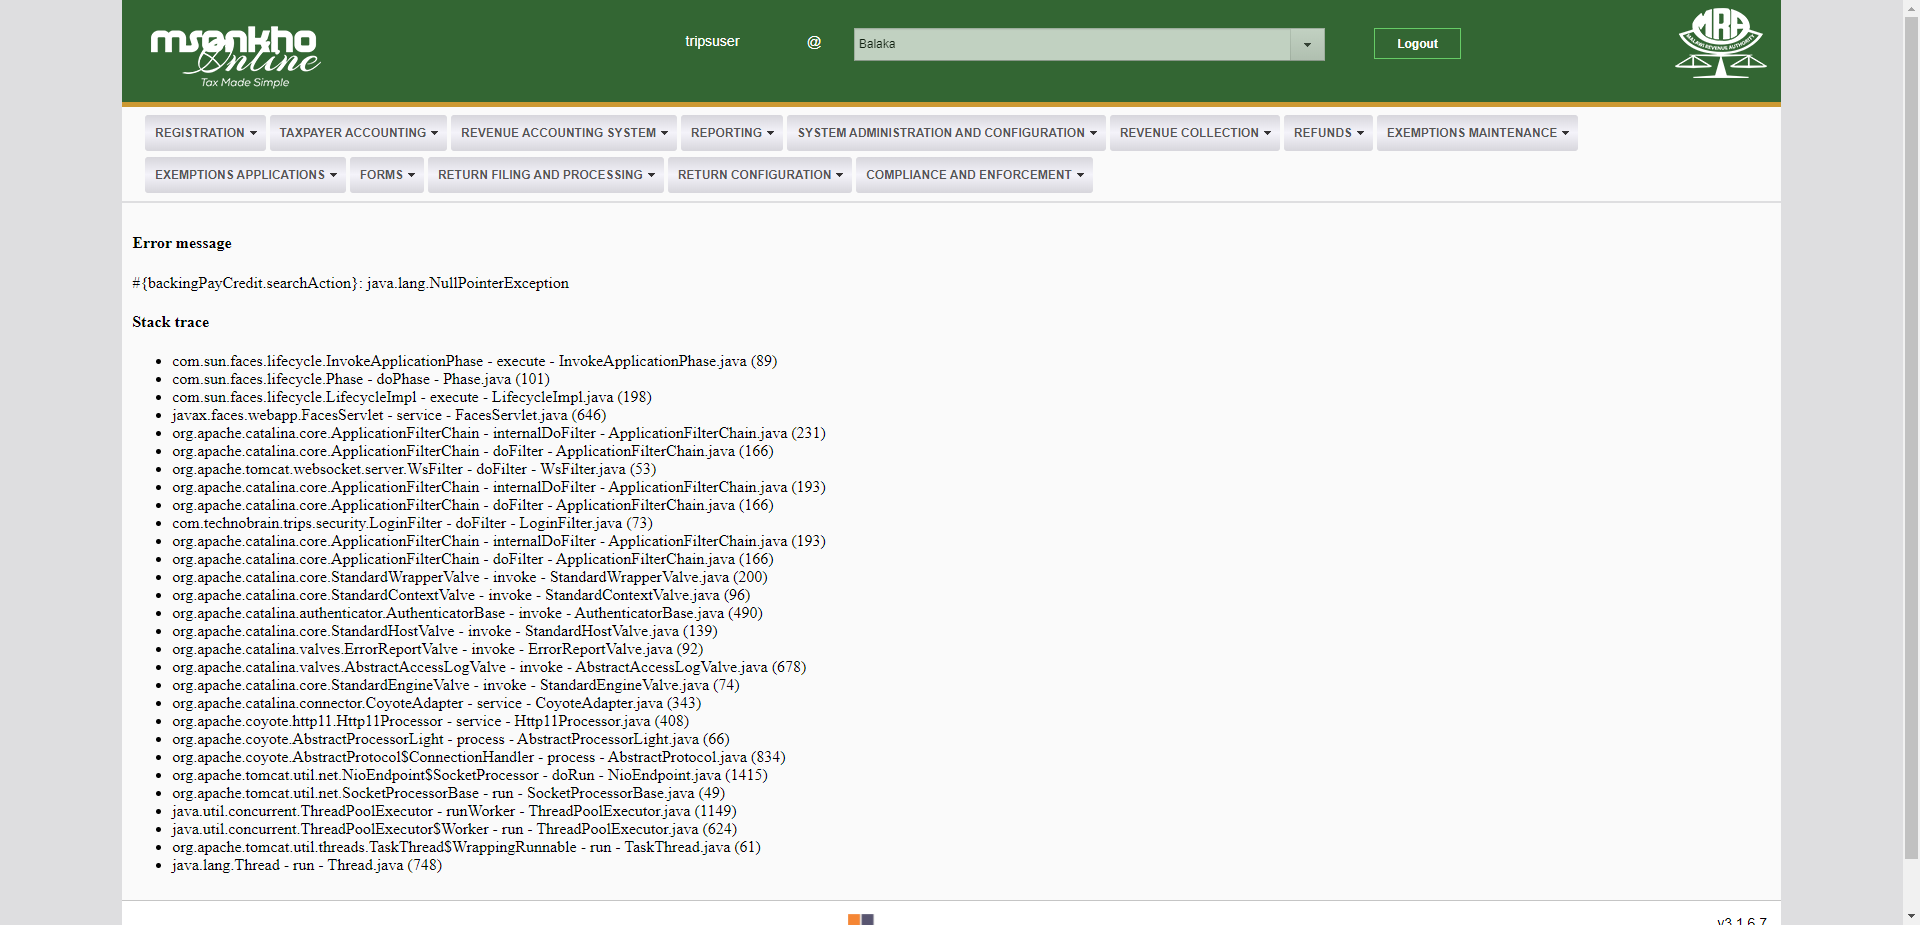 msonkho
Online
Tax Made Simple
tripsuser @ Balaka Logout
MRA
MALAWI REVENUE AUTHORITY
REGISTRATION TAXPAYER ACCOUNTING REVENUE ACCOUNTING SYSTEM REPORTING SYSTEM ADMINISTRATION AND CONFIGURATION REVENUE COLLECTION REFUNDS EXEMPTIONS MAINTENANCE
EXEMPTIONS APPLICATIONS FORMS RETURN FILING AND PROCESSING RETURN CONFIGURATION COMPLIANCE AND ENFORCEMENT
Error message
#{backingPayCredit.searchAction}: java.lang.NullPointerException
Stack trace
com.sun.faces.lifecycle.InvokeApplicationPhase - execute - InvokeApplicationPhase.java (89)
com.sun.faces.lifecycle.Phase - doPhase - Phase.java (101)
com.sun.faces.lifecycle.LifecycleImpl - execute - LifecycleImpl.java (198)
javax.faces.webapp.FacesServlet - service - FacesServlet.java (646)
org.apache.catalina.core.ApplicationFilterChain - internalDoFilter - ApplicationFilterChain.java (231)
org.apache.catalina.core.ApplicationFilterChain - doFilter - ApplicationFilterChain.java (166)
org.apache.tomcat.websocket.server.WsFilter - doFilter - WsFilter.java (53)
org.apache.catalina.core.ApplicationFilterChain - internalDoFilter - ApplicationFilterChain.java (193)
org.apache.catalina.core.ApplicationFilterChain - doFilter - ApplicationFilterChain.java (166)
com.technobrain.trips.security.LoginFilter - doFilter - LoginFilter.java (73)
org.apache.catalina.core.ApplicationFilterChain - internalDoFilter - ApplicationFilterChain.java (193)
org.apache.catalina.core.ApplicationFilterChain - doFilter - ApplicationFilterChain.java (166)
org.apache.catalina.core.StandardWrapperValve - invoke - StandardWrapperValve.java (200)
org.apache.catalina.core.StandardContextValve - invoke - StandardContextValve.java (96)
org.apache.catalina.authenticator.AuthenticatorBase - invoke - AuthenticatorBase.java (490)
org.apache.catalina.core.StandardHostValve - invoke - StandardHostValve.java (139)
org.apache.catalina.valves.ErrorReportValve - invoke - ErrorReportValve.java (92)
org.apache.catalina.valves.AbstractAccessLogValve - invoke - AbstractAccessLogValve.java (678)
org.apache.catalina.core.StandardEngineValve - invoke - StandardEngineValve.java (74)
org.apache.catalina.connector.CoyoteAdapter - service - CoyoteAdapter.java (343)
org.apache.coyote.http11.Http11Processor - service - Http11Processor.java (408)
org.apache.coyote.AbstractProcessorLight - process - AbstractProcessorLight.java (66)
org.apache.coyote.AbstractProtocol$ConnectionHandler - process - AbstractProtocol.java (834)
org.apache.tomcat.util.net.NioEndpoint$SocketProcessor - doRun - NioEndpoint.java (1415)
org.apache.tomcat.util.net.SocketProcessorBase - run - SocketProcessorBase.java (49)
java.util.concurrent.ThreadPoolExecutor - runWorker - ThreadPoolExecutor.java (1149)
java.util.concurrent.ThreadPoolExecutor$Worker - run - ThreadPoolExecutor.java (624)
org.apache.tomcat.util.threads.TaskThread$WrappingRunnable - run - TaskThread.java (61)
java.lang.Thread - run - Thread.java (748)
v3.1.6.7